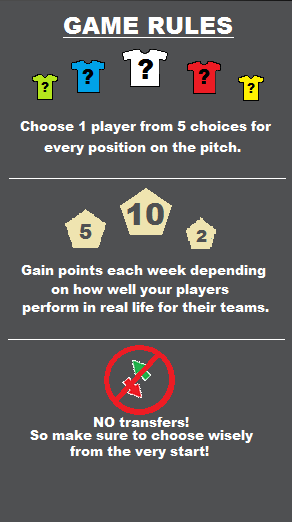 GAME RULES
? ? ? ? ?
Choose 1 player from 5 choices for
every position on the pitch.
5 10 2
Gain points each week depending
on how well your players
perform in real life for their teams.
NO transfers!
So make sure to choose wisely
from the very start!